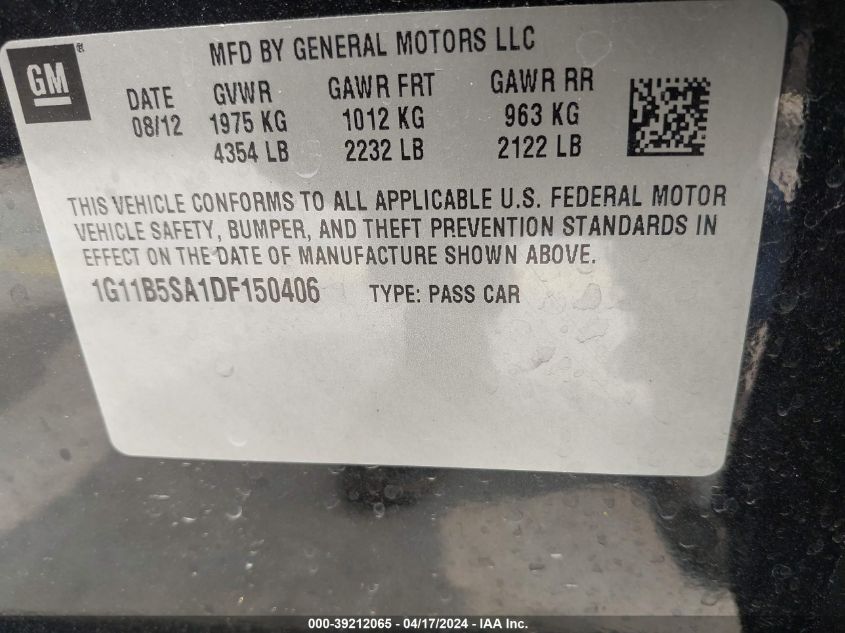 GM ®
MFD BY GENERAL MOTORS LLC
DATE GVWR GAWR FRT GAWR RR
08/12 1975 KG 1012 KG 963 KG
4354 LB 2232 LB 2122 LB
THIS VEHICLE CONFORMS TO ALL APPLICABLE U.S. FEDERAL MOTOR
VEHICLE SAFETY, BUMPER, AND THEFT PREVENTION STANDARDS IN
EFFECT ON THE DATE OF MANUFACTURE SHOWN ABOVE.
1G11B5SA1DF150406 TYPE: PASS CAR
000-39212065 - 04/17/2024 - IAA Inc.